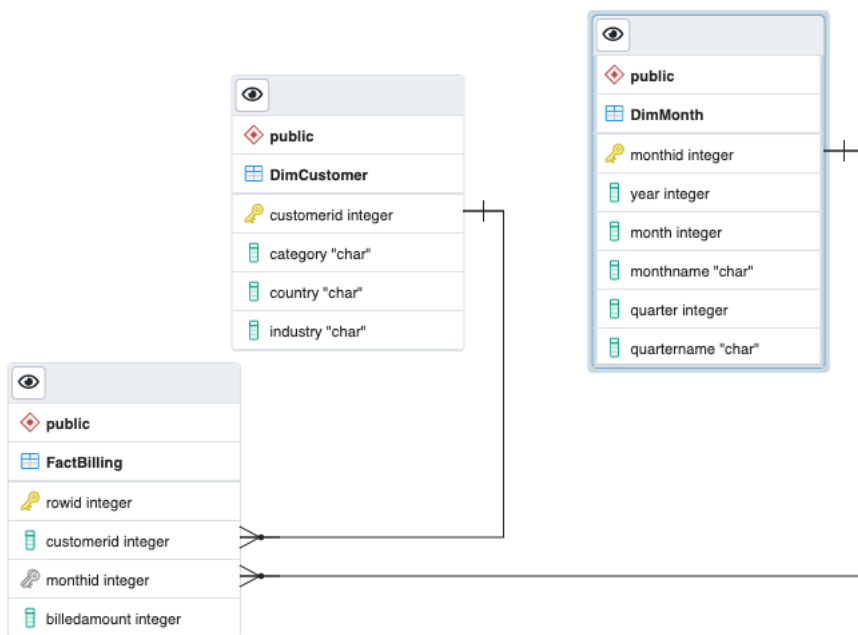 public
DimCustomer
customerid integer
category "char"
country "char"
industry "char"
public
DimMonth
monthid integer
year integer
month integer
monthname "char"
quarter integer
quartername "char"
public
FactBilling
rowid integer
customerid integer
monthid integer
billedamount integer